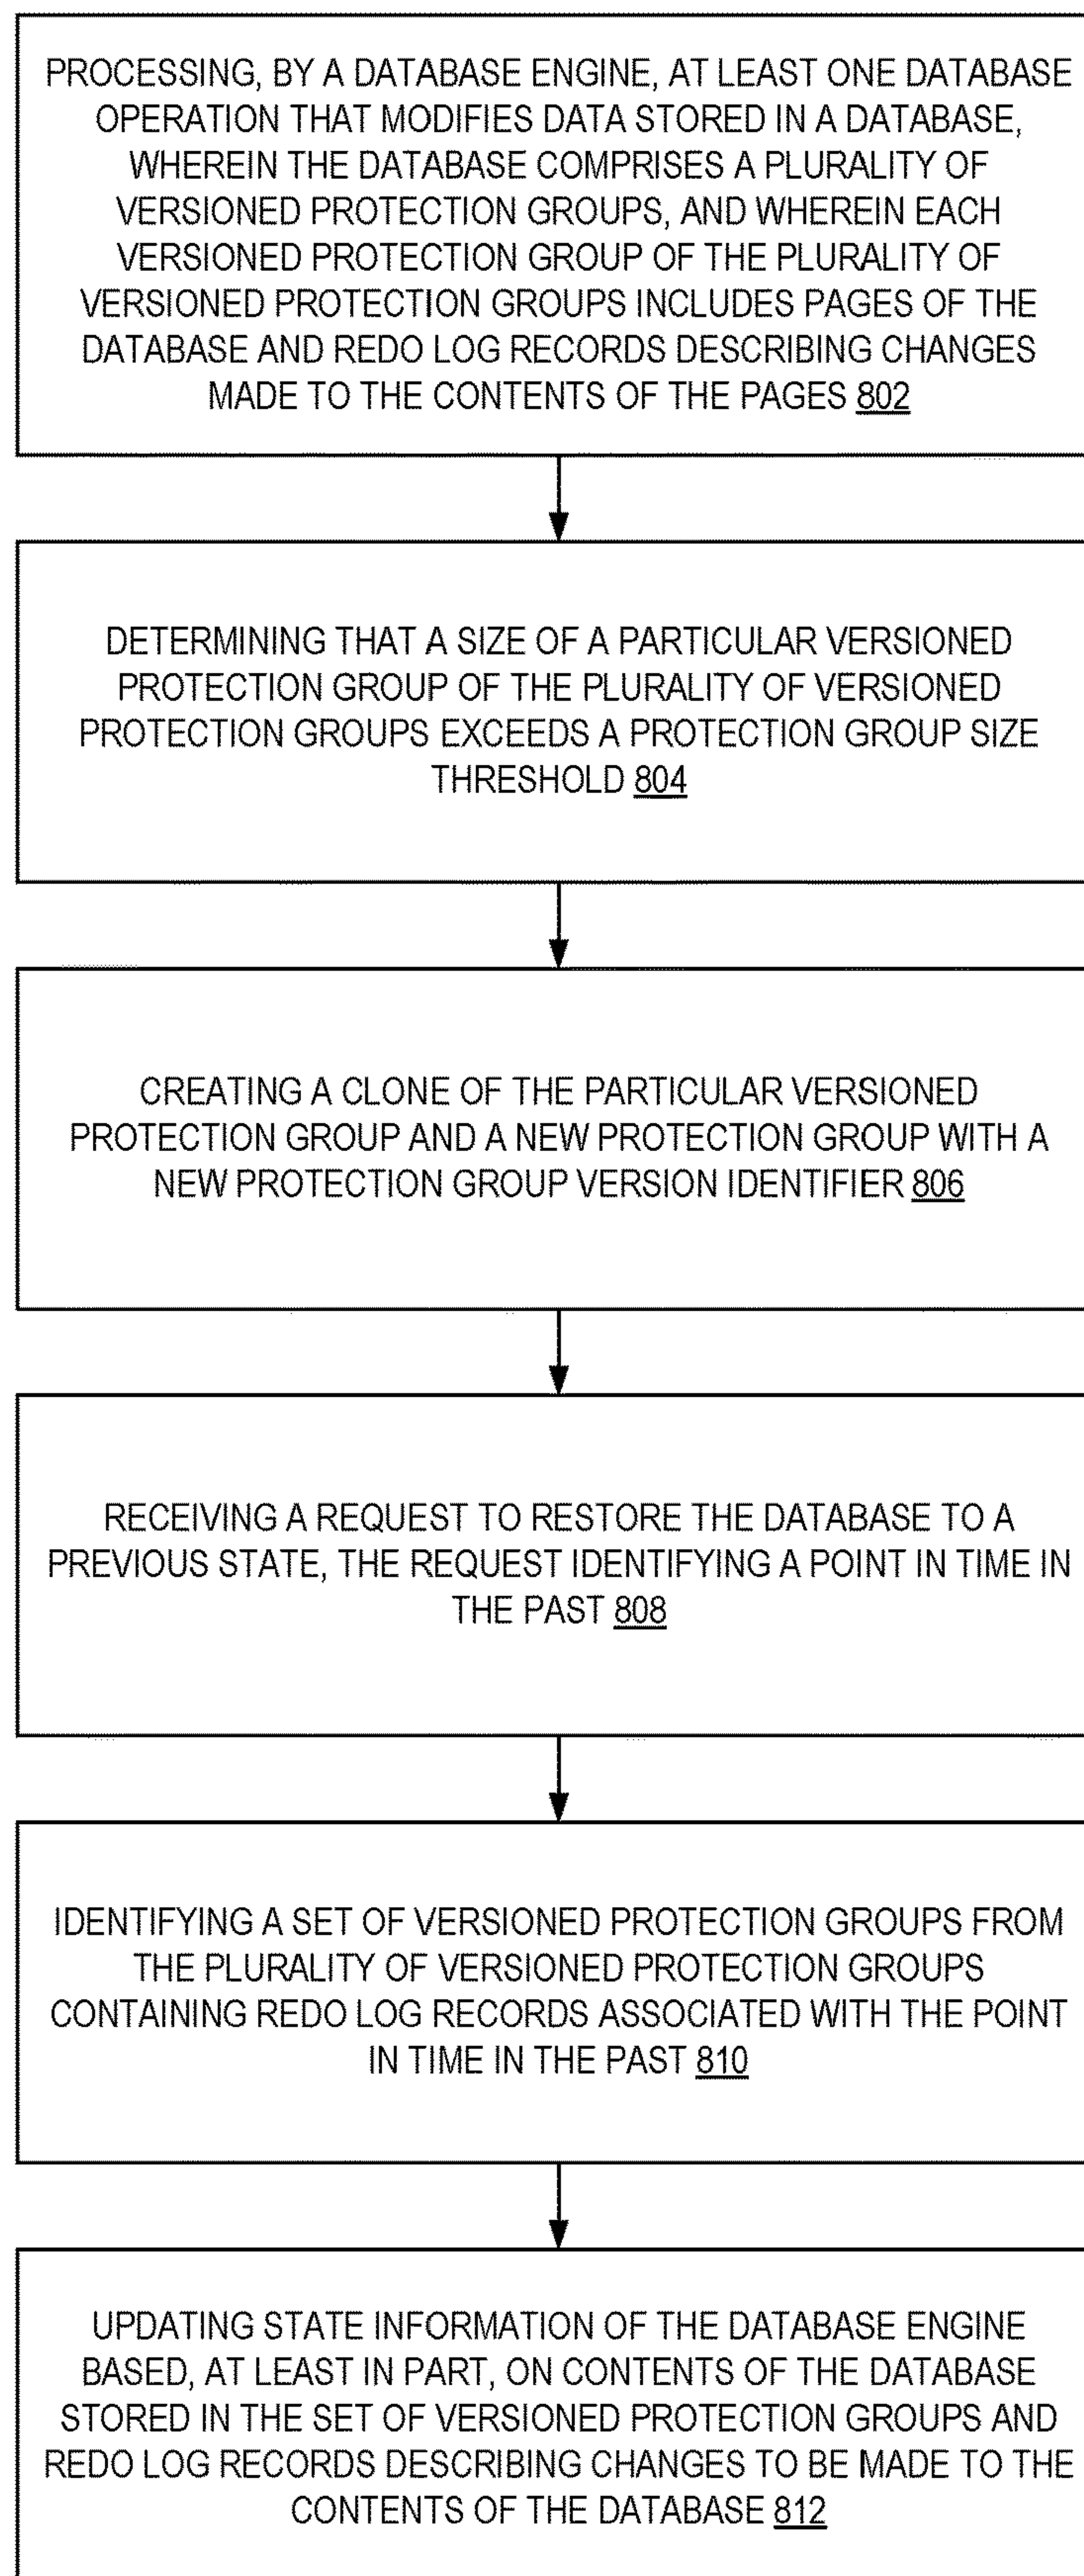 PROCESSING, BY A DATABASE ENGINE, AT LEAST ONE DATABASE
OPERATION THAT MODIFIES DATA STORED IN A DATABASE,
WHEREIN THE DATABASE COMPRISES A PLURALITY OF
VERSIONED PROTECTION GROUPS, AND WHEREIN EACH
VERSIONED PROTECTION GROUP OF THE PLURALITY OF
VERSIONED PROTECTION GROUPS INCLUDES PAGES OF THE
DATABASE AND REDO LOG RECORDS DESCRIBING CHANGES
MADE TO THE CONTENTS OF THE PAGES 802
DETERMINING THAT A SIZE OF A PARTICULAR VERSIONED
PROTECTION GROUP OF THE PLURALITY OF VERSIONED
PROTECTION GROUPS EXCEEDS A PROTECTION GROUP SIZE
THRESHOLD 804
CREATING A CLONE OF THE PARTICULAR VERSIONED
PROTECTION GROUP AND A NEW PROTECTION GROUP WITH A
NEW PROTECTION GROUP VERSION IDENTIFIER 806
RECEIVING A REQUEST TO RESTORE THE DATABASE TO A
PREVIOUS STATE, THE REQUEST IDENTIFYING A POINT IN TIME IN
THE PAST 808
IDENTIFYING A SET OF VERSIONED PROTECTION GROUPS FROM
THE PLURALITY OF VERSIONED PROTECTION GROUPS
CONTAINING REDO LOG RECORDS ASSOCIATED WITH THE POINT
IN TIME IN THE PAST 810
UPDATING STATE INFORMATION OF THE DATABASE ENGINE
BASED, AT LEAST IN PART, ON CONTENTS OF THE DATABASE
STORED IN THE SET OF VERSIONED PROTECTION GROUPS AND
REDO LOG RECORDS DESCRIBING CHANGES TO BE MADE TO THE
CONTENTS OF THE DATABASE 812